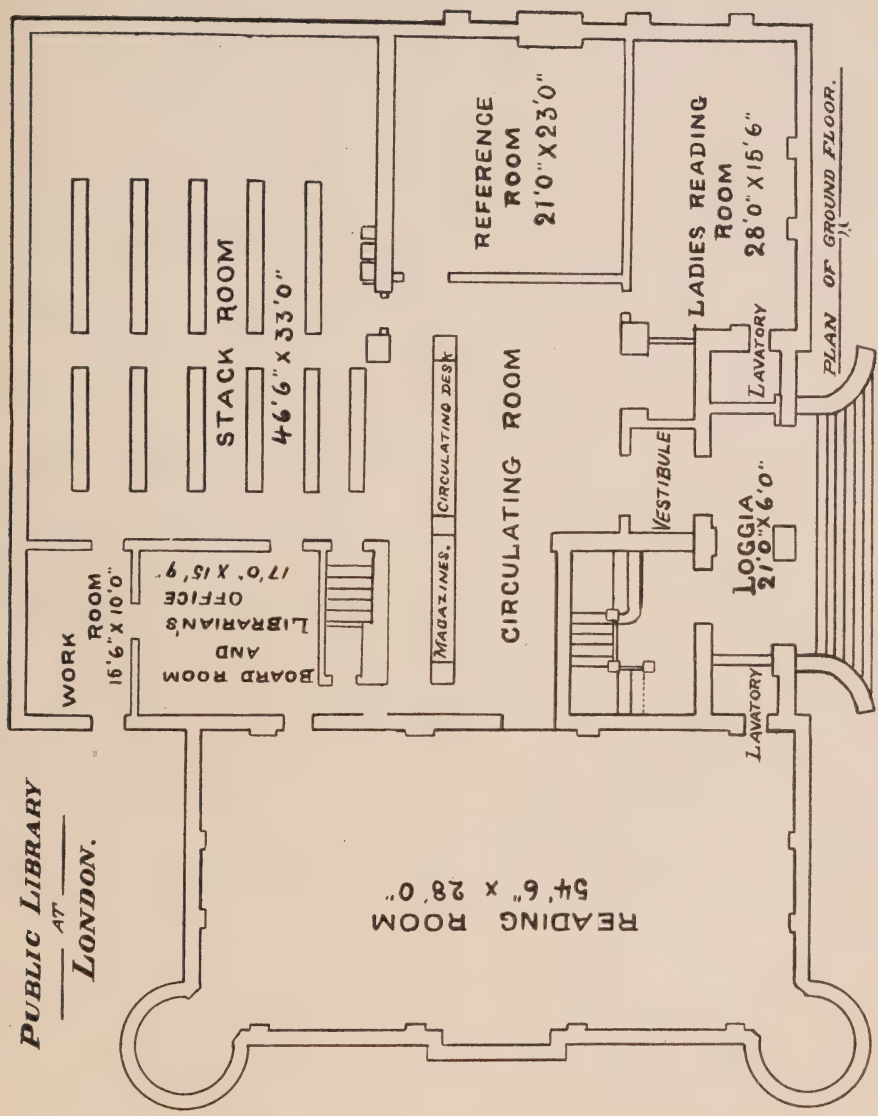 PUBLIC LIBRARY
AT
LONDON.
WORK
ROOM
15'6" X 10'0"
BOARD ROOM
AND
LIBRARIAN'S
OFFICE
17'0" X 15'9"
STACK ROOM
46'6" X 33'0"
REFERENCE
ROOM
21'0" X 23'0"
LADIES READING
ROOM
28'0" X 15'6"
MAGAZINES.
CIRCULATING DESK
CIRCULATING ROOM
VESTIBULE
LAVATORY
LOGGIA
21'0" X 6'0"
LAVATORY
READING ROOM
54'6" X 28'0"
PLAN OF GROUND FLOOR.